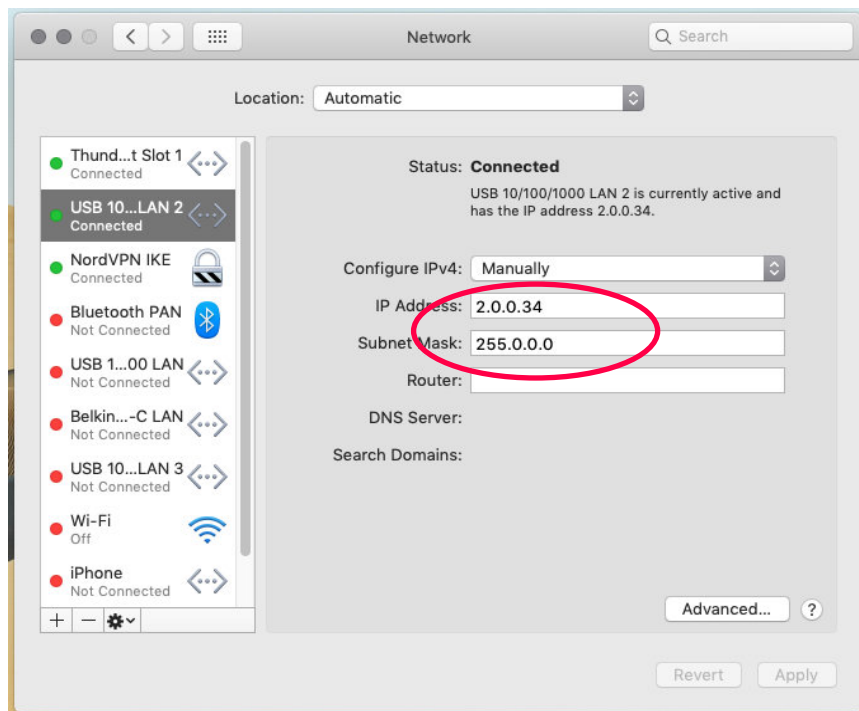 Network
Search
Location: Automatic
Thund...t Slot 1
Connected
USB 10...LAN 2
Connected
NordVPN IKE
Connected
Bluetooth PAN
Not Connected
USB 1...00 LAN
Not Connected
Belkin...-C LAN
Not Connected
USB 10...LAN 3
Not Connected
Wi-Fi
Off
iPhone
Not Connected
Status: Connected
USB 10/100/1000 LAN 2 is currently active and
has the IP address 2.0.0.34.
Configure IPv4: Manually
IP Address: 2.0.0.34
Subnet Mask: 255.0.0.0
Router:
DNS Server:
Search Domains:
Advanced... ?
Revert Apply